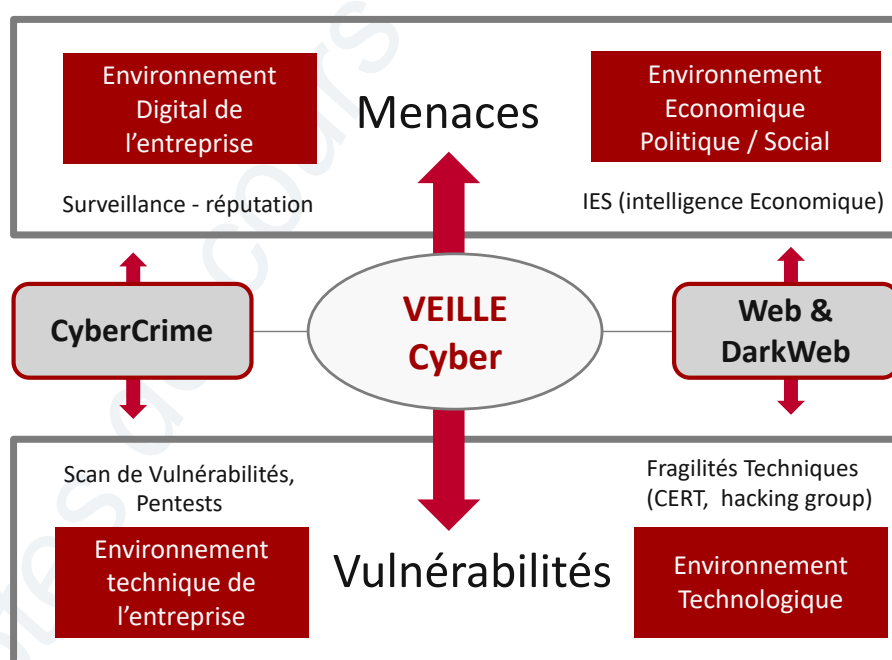 Environnement
Digital de
l'entreprise
Menaces
Environnement
Economique
Politique / Social
Surveillance - réputation
IES (intelligence Economique)
CyberCrime
VEILLE
Cyber
Web &
DarkWeb
Scan de Vulnérabilités,
Pentests
Fragilités Techniques
(CERT, hacking group)
Environnement
technique de
l'entreprise
Vulnérabilités
Environnement
Technologique